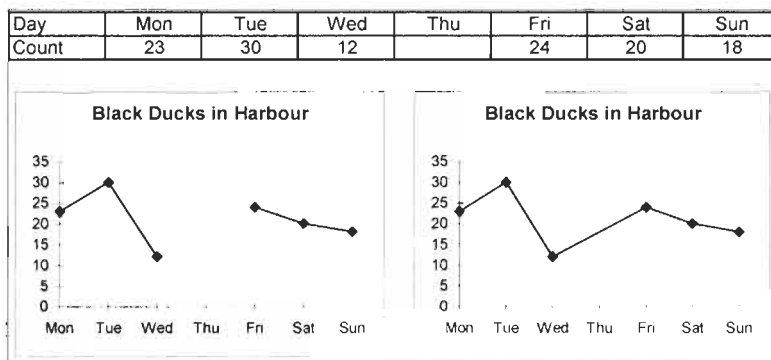 Day Mon Tue Wed Thu Fri Sat Sun
Count 23 30 12 24 20 18
Black Ducks in Harbour
35
30
25
20
15
10
5
0
Mon Tue Wed Thu Fri Sat Sun
Black Ducks in Harbour
35
30
25
20
15
10
5
0
Mon Tue Wed Thu Fri Sat Sun